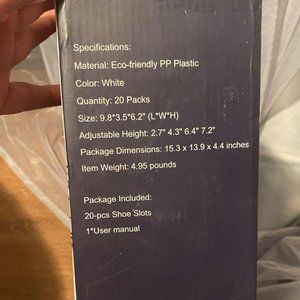 Specifications:
Material: Eco-friendly PP Plastic
Color: White
Quantity: 20 Packs
Size: 9.8*3.5*6.2" (L*W*H)
Adjustable Height: 2.7" 4.3" 6.4" 7.2"
Package Dimensions: 15.3 x 13.9 x 4.4 inches
Item Weight: 4.95 pounds
Package Included:
20-pcs Shoe Slots
1*User manual